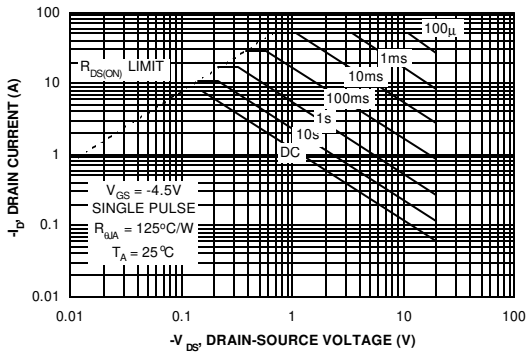 100
100µ
1ms
R_DS(ON) LIMIT
10ms
10
100ms
1s
10s
DC
1
V_GS = -4.5V
SINGLE PULSE
R_θJA = 125°C/W
T_A = 25°C
0.1
0.01
0.01
0.1
1
10
100
-I_D, DRAIN CURRENT (A)
-V_DS, DRAIN-SOURCE VOLTAGE (V)